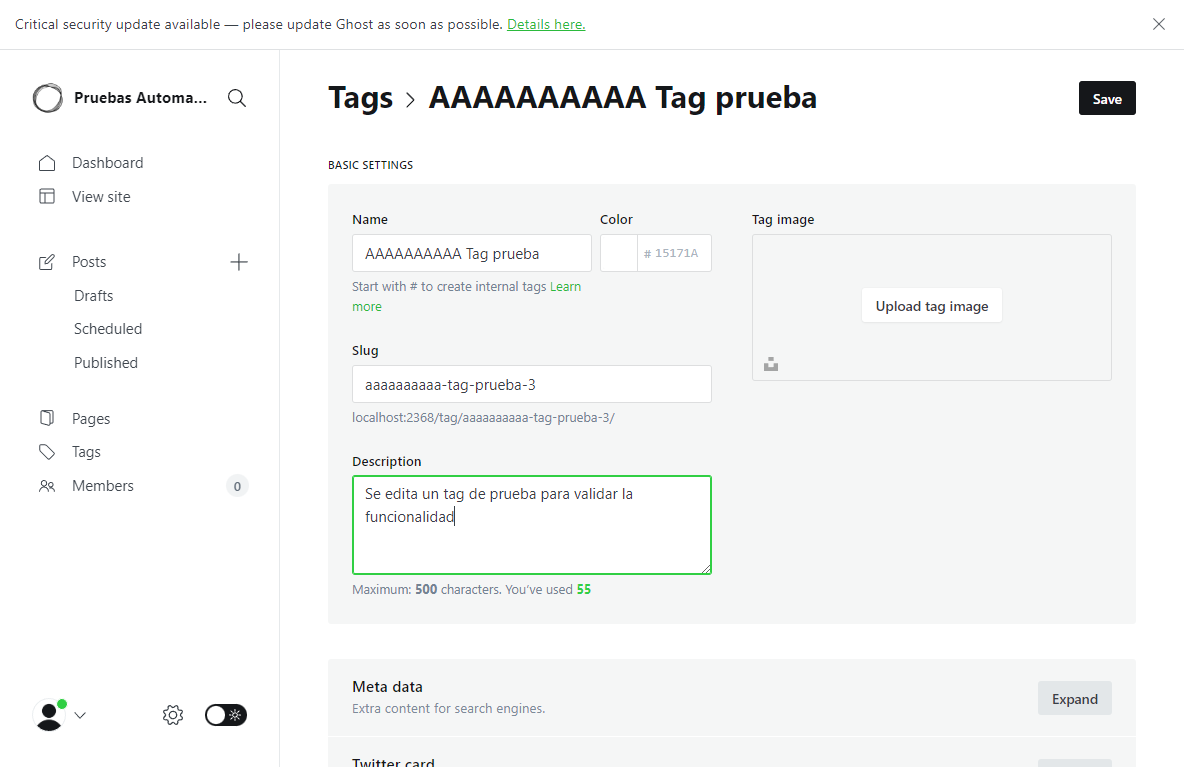 Critical security update available — please update Ghost as soon as possible. Details here.
Pruebas Automa...
Dashboard
View site
Posts
Drafts
Scheduled
Published
Pages
Tags
Members 0
Tags > AAAAAAAAAA Tag prueba
Save
BASIC SETTINGS
Name
AAAAAAAAAA Tag prueba
Start with # to create internal tags Learn
more
Color
# 15171A
Slug
aaaaaaaaaa-tag-prueba-3
localhost:2368/tag/aaaaaaaaaa-tag-prueba-3/
Description
Se edita un tag de prueba para validar la
funcionalidad
Maximum: 500 characters. You’ve used 55
Tag image
Upload tag image
Meta data
Extra content for search engines.
Expand
Twitter card